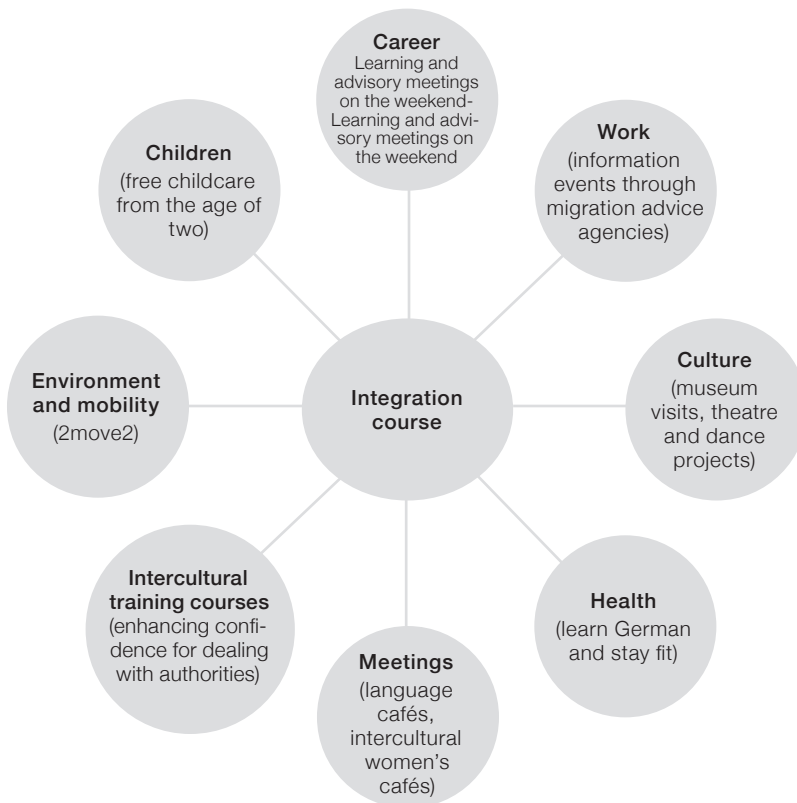 Career
Learning and
advisory meetings
on the weekend-
Learning and advi-
sory meetings on
the weekend
Work
(information
events through
migration advice
agencies)
Culture
(museum
visits, theatre
and dance
projects)
Health
(learn German
and stay fit)
Meetings
(language
cafés,
intercultural
women's
cafés)
Intercultural
training courses
(enhancing confi-
dence for dealing
with authorities)
Environment
and mobility
(2move2)
Children
(free childcare
from the age of
two)
Integration
course